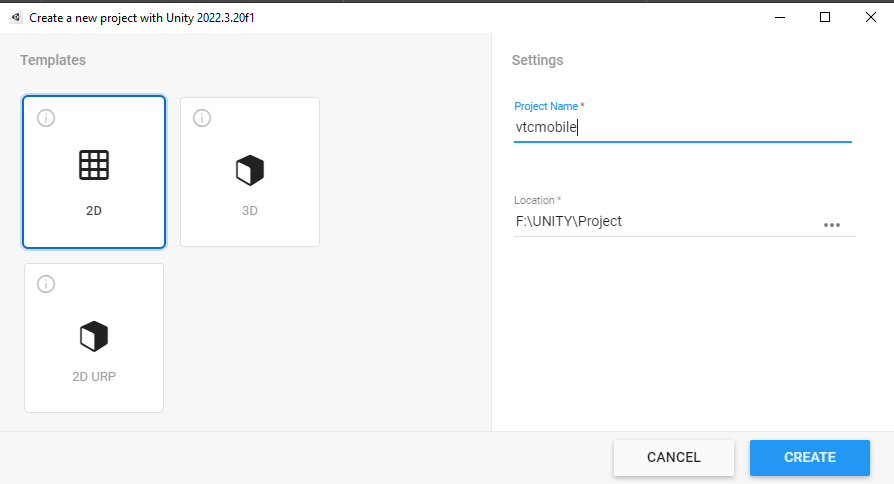 Create a new project with Unity 2022.3.20f1
Templates
2D
3D
2D URP
Settings
Project Name *
vtcmobile
Location *
F:\UNITY\Project
CANCEL
CREATE